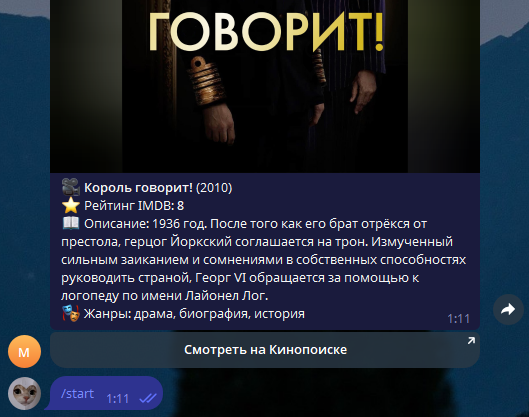 ГОВОРИТ!
Король говорит! (2010)
Рейтинг IMDB: 8
Описание: 1936 год. После того как его брат отрёкся от
престола, герцог Йоркский соглашается на трон. Измученный
сильным заиканием и сомнениями в собственных способностях
руководить страной, Георг VI обращается за помощью к
логопеду по имени Лайонел Лог.
Жанры: драма, биография, история
1:11
Смотреть на Кинопоиске
М
/start 1:11